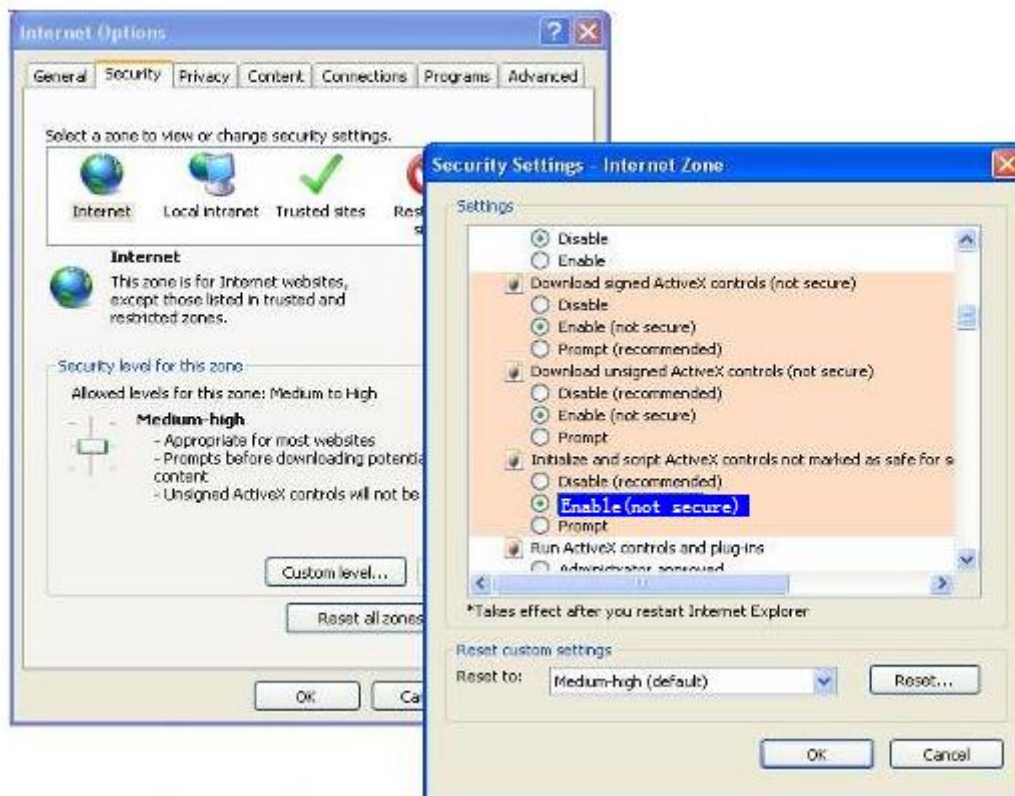 Internet Options
General Security Privacy Content Connections Programs Advanced
Select a zone to view or change security settings.
Internet Local intranet Trusted sites
Internet
This zone is for Internet websites,
except those listed in trusted and
restricted zones.
Security level for this zone
Allowed levels for this zone: Medium to High
Medium-high
- Appropriate for most websites
- Prompts before downloading
content
- Unsigned ActiveX controls will not be
Custom level...
Reset all zones
OK
Security Settings - Internet Zone
Settings
Disable
Enable
Download signed ActiveX controls (not secure)
Disable
Enable (not secure)
Prompt (recommended)
Download unsigned ActiveX controls (not secure)
Disable (recommended)
Enable (not secure)
Prompt
Initialize and script ActiveX controls not marked as safe for s
Disable (recommended)
Enable(not secure)
Prompt
Run ActiveX controls and plug-ins
Administrator approved
*Takes effect after you restart Internet Explorer
Reset custom settings
Reset to: Medium-high (default) Reset...
OK Cancel